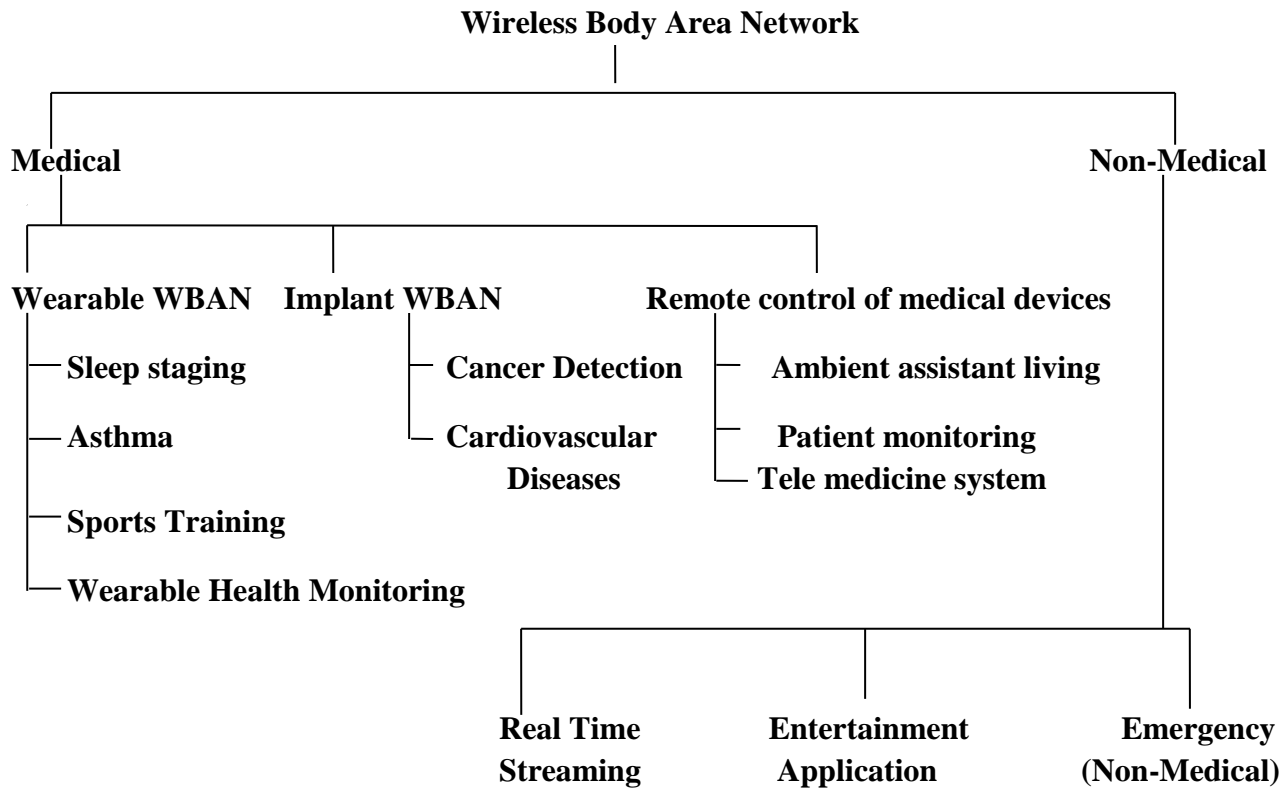 Wireless Body Area Network
Medical
Non-Medical
Wearable WBAN
Implant WBAN
Remote control of medical devices
Sleep staging
Cancer Detection
Ambient assistant living
Asthma
Cardiovascular
Diseases
Patient monitoring
Tele medicine system
Sports Training
Wearable Health Monitoring
Real Time
Streaming
Entertainment
Application
Emergency
(Non-Medical)